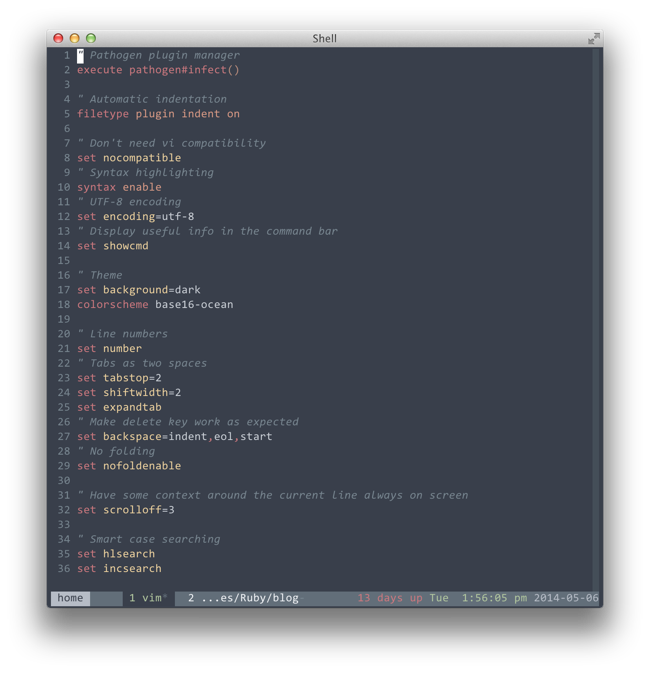 Shell
1 " Pathogen plugin manager
2 execute pathogen#infect()
3
4 " Automatic indentation
5 filetype plugin indent on
6
7 " Don't need vi compatibility
8 set nocompatible
9 " Syntax highlighting
10 syntax enable
11 " UTF-8 encoding
12 set encoding=utf-8
13 " Display useful info in the command bar
14 set showcmd
15
16 " Theme
17 set background=dark
18 colorscheme base16-ocean
19
20 " Line numbers
21 set number
22 " Tabs as two spaces
23 set tabstop=2
24 set shiftwidth=2
25 set expandtab
26 " Make delete key work as expected
27 set backspace=indent,eol,start
28 " No folding
29 set nofoldenable
30
31 " Have some context around the current line always on screen
32 set scrolloff=3
33
34 " Smart case searching
35 set hlsearch
36 set incsearch
home 1 vim* 2 ...es/Ruby/blog- 13 days up Tue 1:56:05 pm 2014-05-06